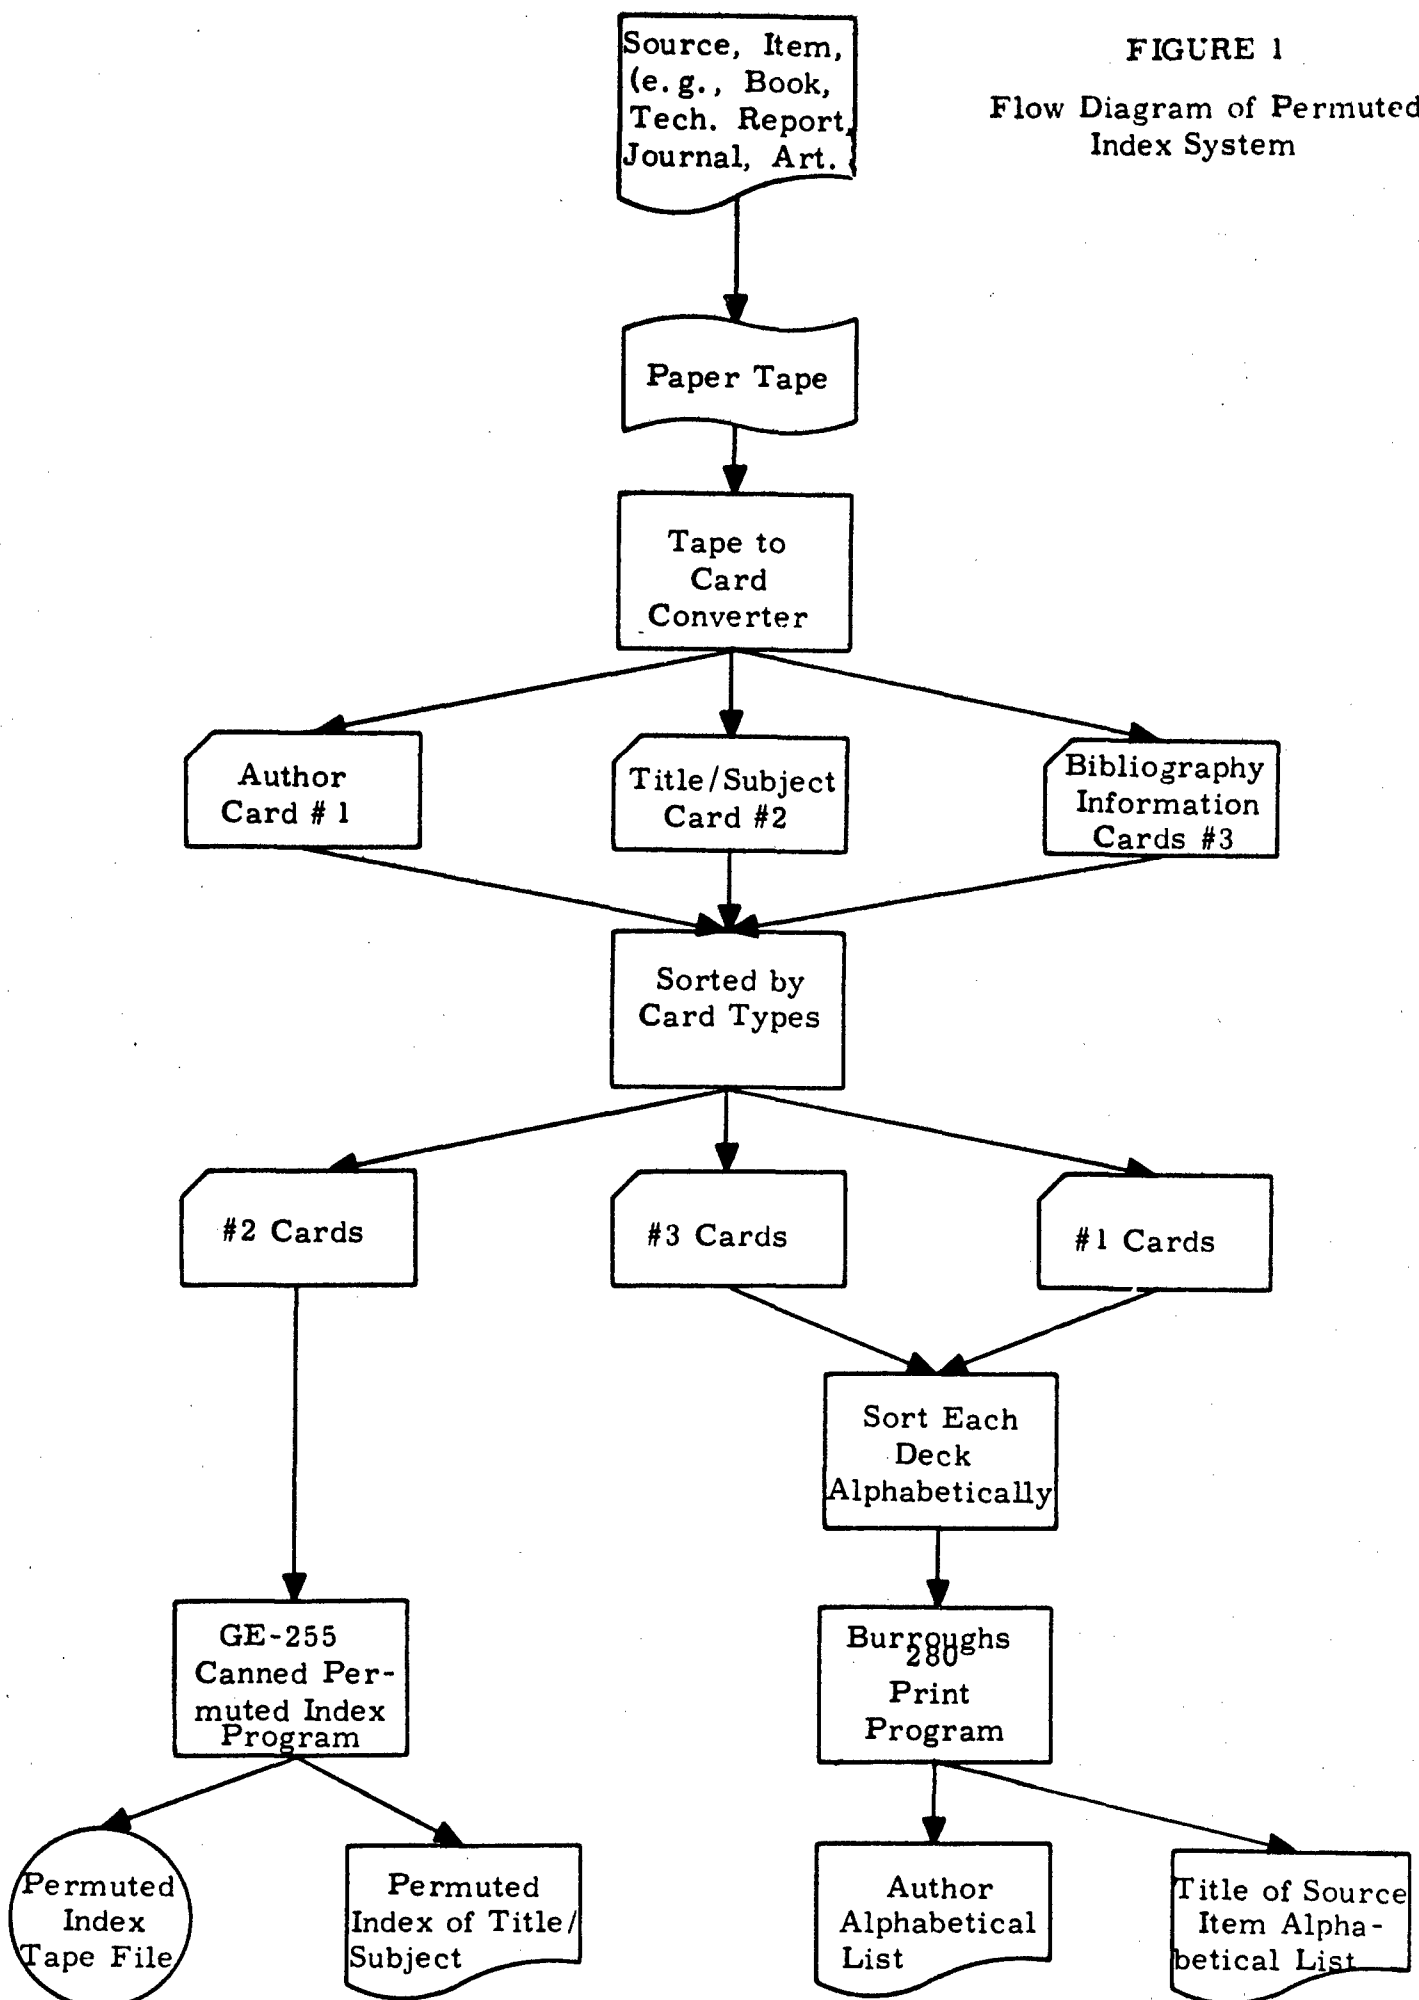 Source, Item,
(e.g., Book,
Tech. Report,
Journal, Art.
FIGURE 1
Flow Diagram of Permuted
Index System
Paper Tape
Tape to
Card
Converter
Author
Card #1
Title/Subject
Card #2
Bibliography
Information
Cards #3
Sorted by
Card Types
#2 Cards
#3 Cards
#1 Cards
Sort Each
Deck
Alphabetically
GE-255
Canned Per-
muted Index
Program
Burroughs
280
Print
Program
Permuted
Index
Tape File
Permuted
Index of Title/
Subject
Author
Alphabetical
List
Title of Source
Item Alpha-
betical List